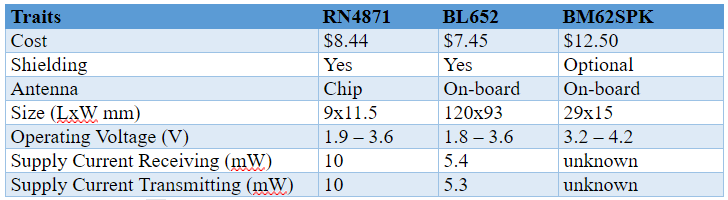 Traits RN4871 BL652 BM62SPK
Cost $8.44 $7.45 $12.50
Shielding Yes Yes Optional
Antenna Chip On-board On-board
Size (LxW mm) 9x11.5 120x93 29x15
Operating Voltage (V) 1.9 – 3.6 1.8 – 3.6 3.2 – 4.2
Supply Current Receiving (mW) 10 5.4 unknown
Supply Current Transmitting (mW) 10 5.3 unknown